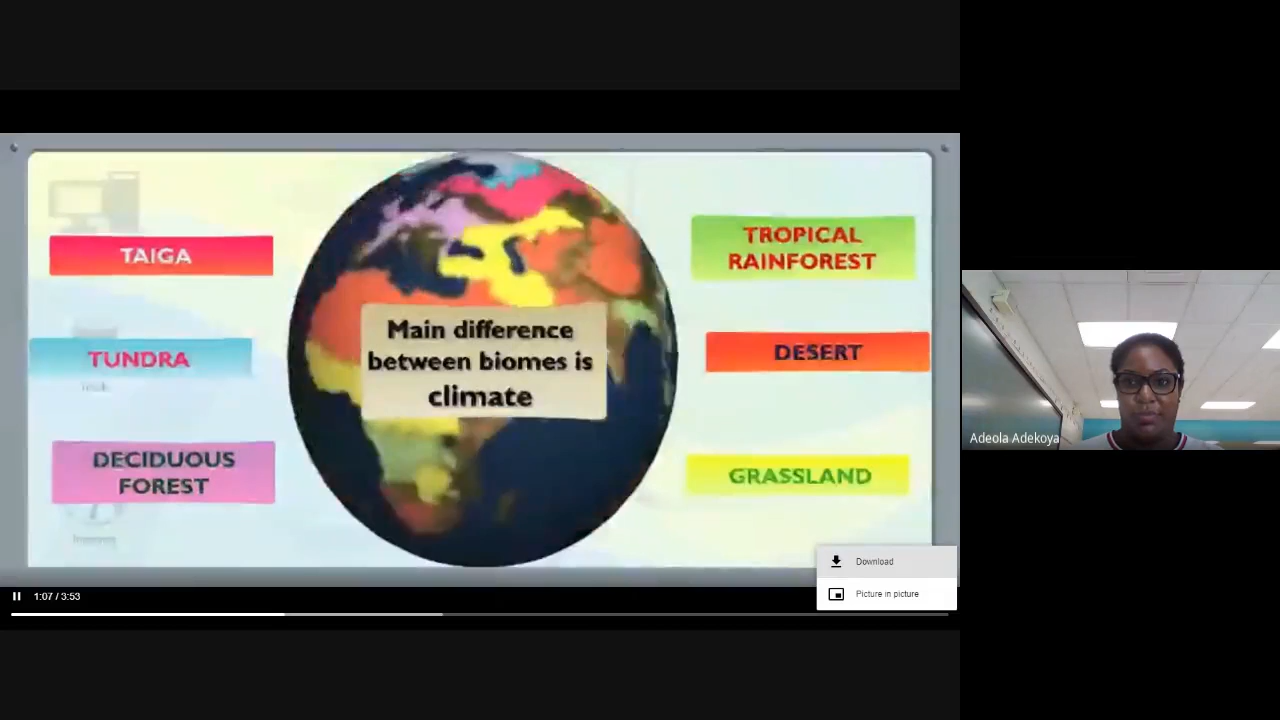 TAIGA
TUNDRA
DECIDUOUS
FOREST
Main difference
between biomes is
climate
TROPICAL
RAINFOREST
DESERT
GRASSLAND
Download
Picture in picture
1:07 / 3:53
Adeola Adekoya